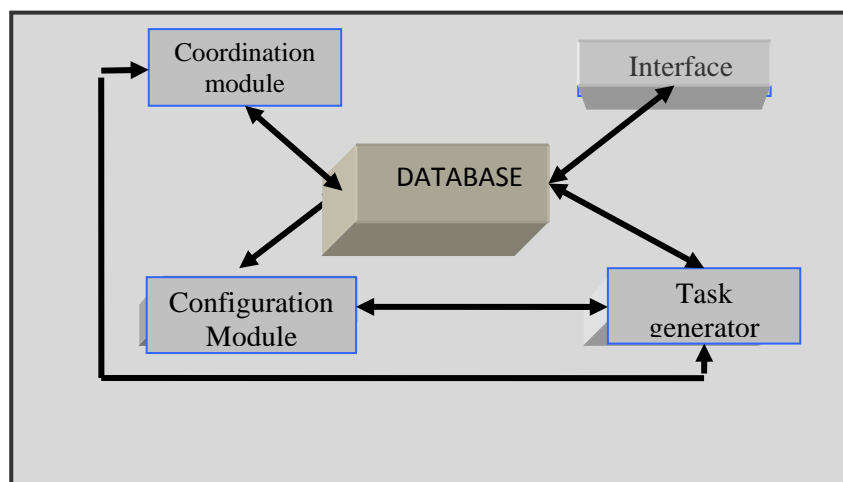 Coordination
module
Interface
DATABASE
Configuration
Module
Task
generator